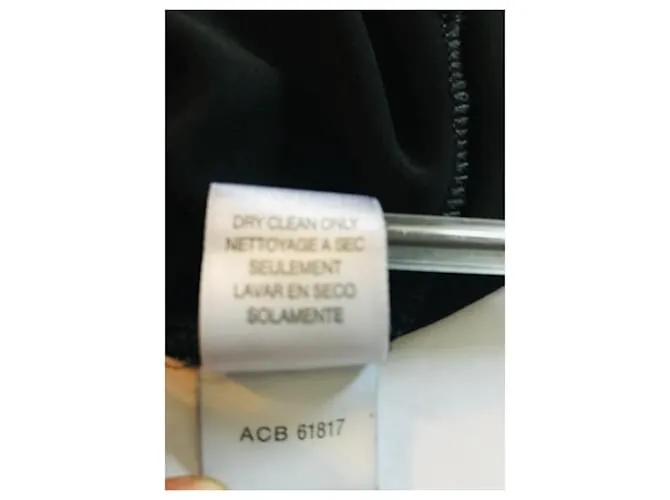 DRY CLEAN ONLY
NETTOYAGE A SEC
SEULEMENT
LAVAR EN SECO
SOLAMENTE
ACB 61817